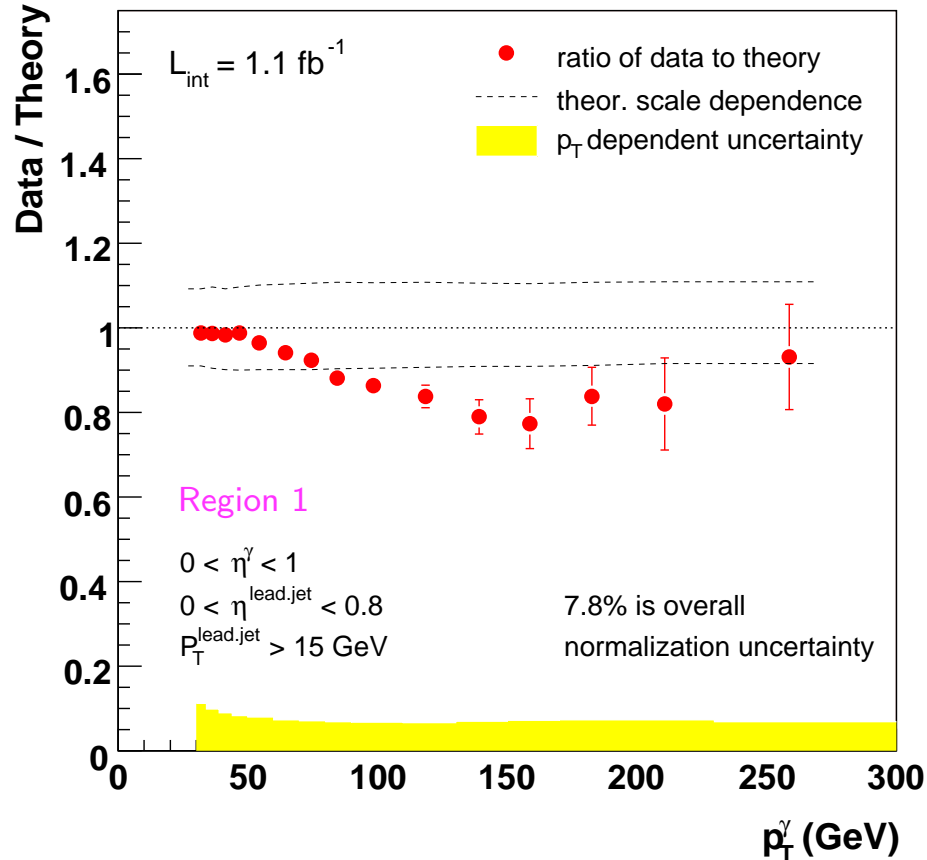 Data / Theory
1.6
1.4
1.2
1
0.8
0.6
0.4
0.2
0
L_int = 1.1 fb^-1
ratio of data to theory
theor. scale dependence
p_T dependent uncertainty
Region 1
0 < η^γ < 1
0 < η^lead.jet < 0.8
P_T^lead.jet > 15 GeV
7.8% is overall
normalization uncertainty
0 50 100 150 200 250 300
p_T^γ (GeV)